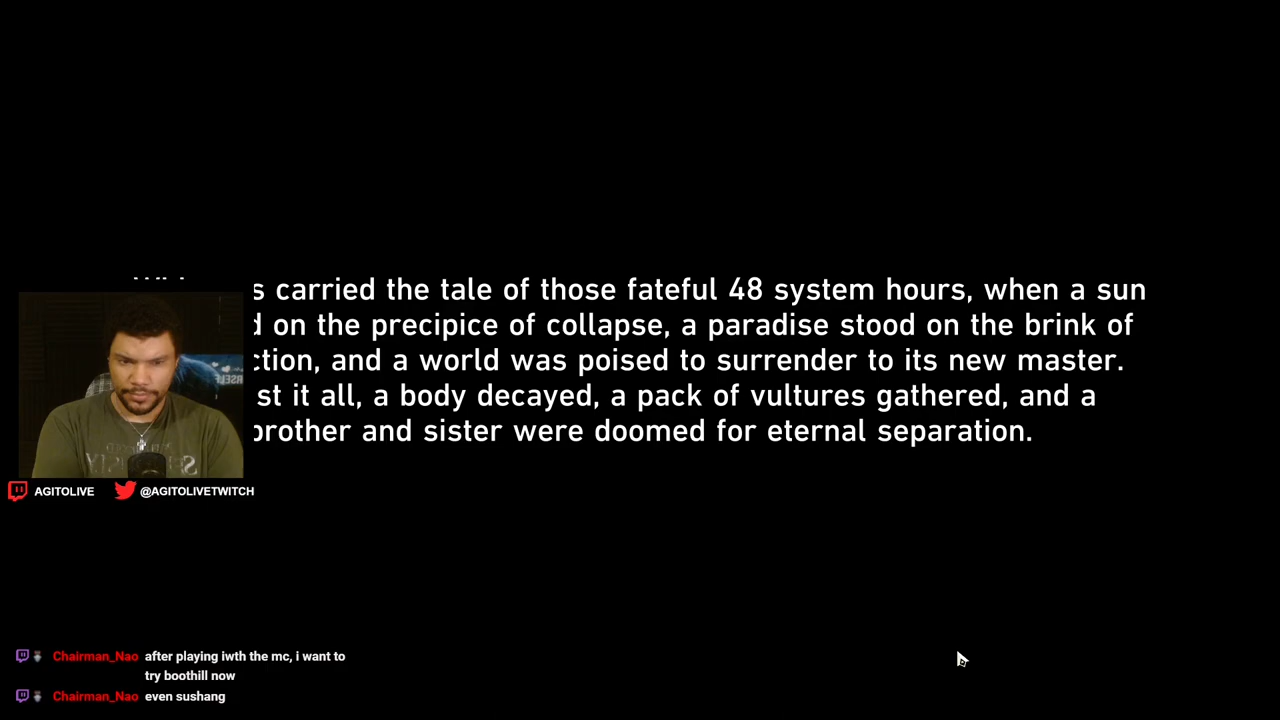 carried the tale of those fateful 48 system hours, when a sun
on the precipice of collapse, a paradise stood on the brink of
and a world was poised to surrender to its new master.
it all, a body decayed, a pack of vultures gathered, and a
brother and sister were doomed for eternal separation.
AGITOLIVE @AGITOLIVETWITCH
Chairman_Nao after playing iwth the mc, i want to
try boothill now
Chairman_Nao even sushang